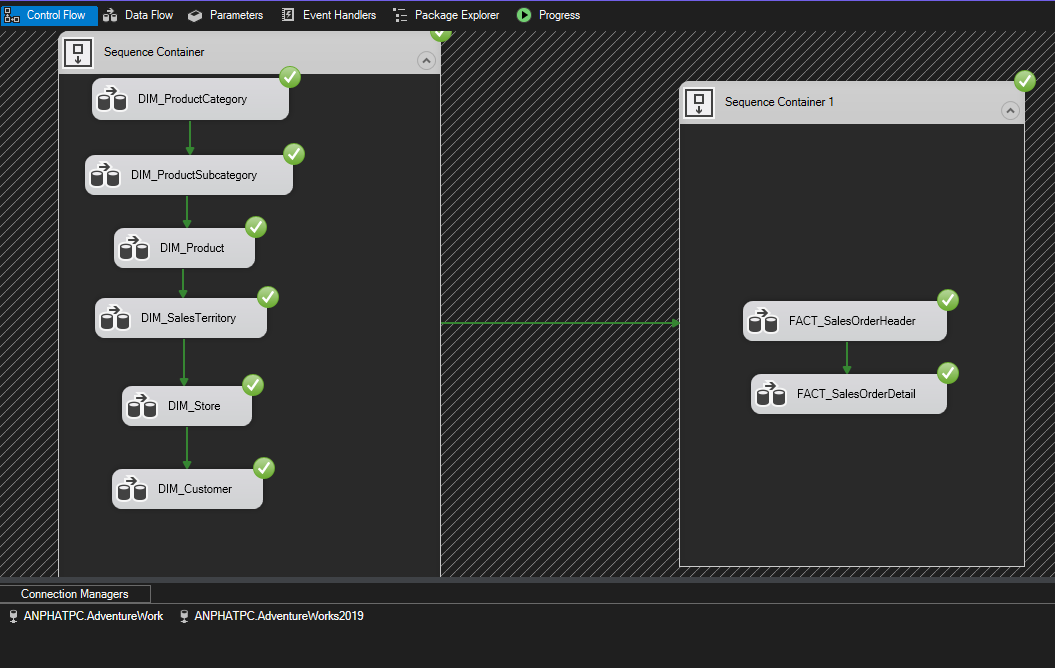 Control Flow Data Flow Parameters Event Handlers Package Explorer Progress
Sequence Container
DIM_ProductCategory
DIM_ProductSubcategory
DIM_Product
DIM_SalesTerritory
DIM_Store
DIM_Customer
Sequence Container 1
FACT_SalesOrderHeader
FACT_SalesOrderDetail
Connection Managers
ANPHATPC.AdventureWork ANPHATPC.AdventureWorks2019